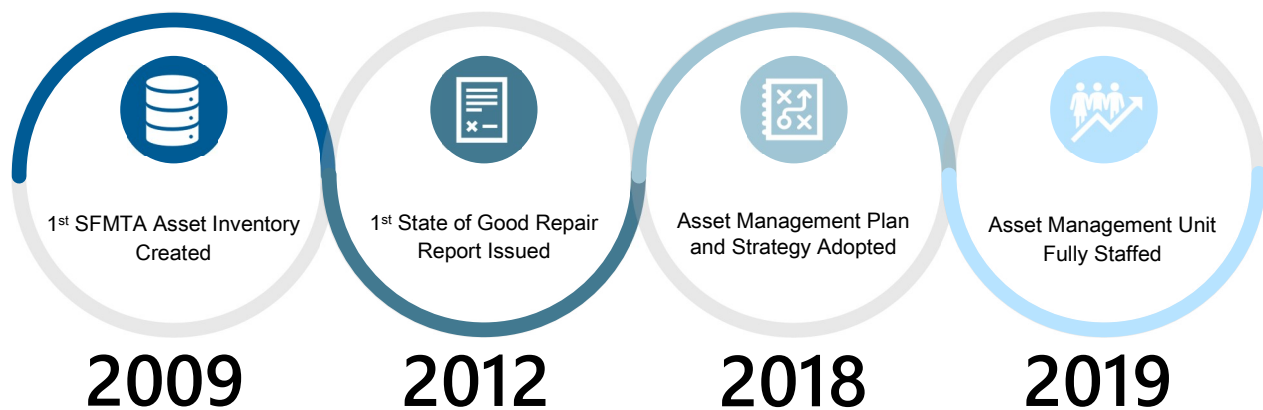 1st SFMTA Asset Inventory
Created
1st State of Good Repair
Report Issued
Asset Management Plan
and Strategy Adopted
Asset Management Unit
Fully Staffed
2009
2012
2018
2019